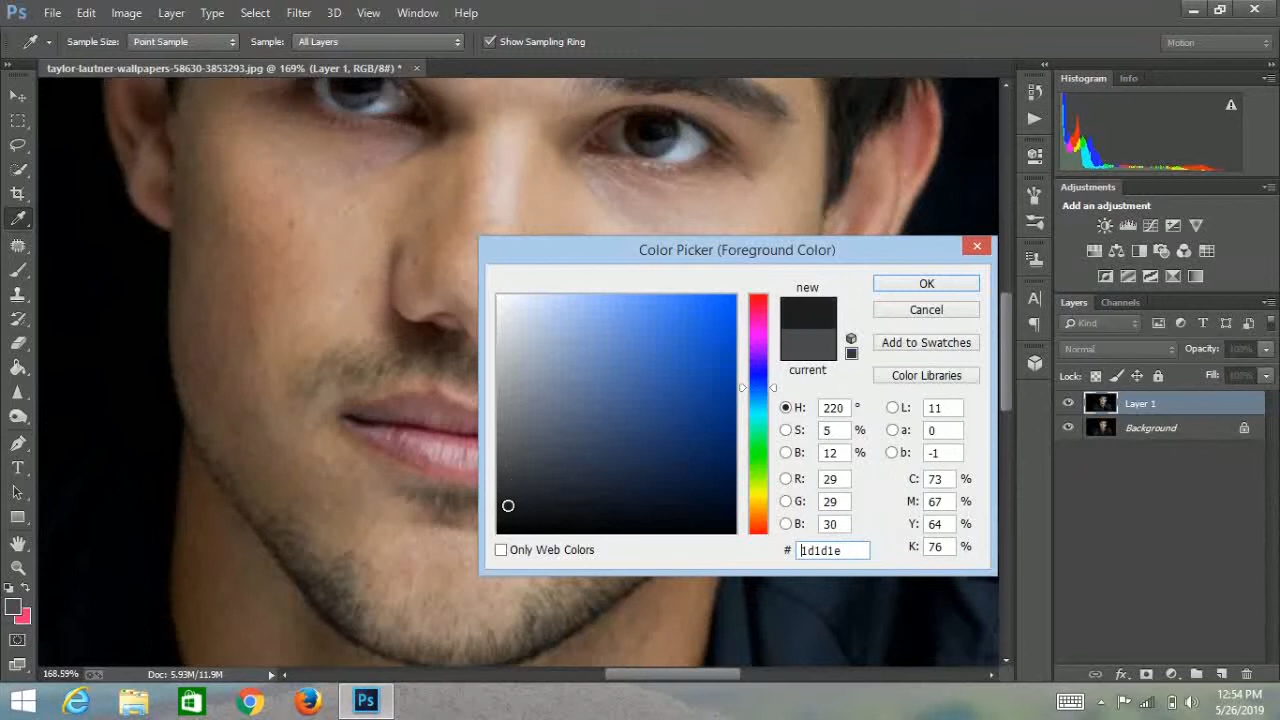 Ps File Edit Image Layer Type Select Filter 3D View Window Help
Sample Size: Point Sample Sample: All Layers Show Sampling Ring Motion
taylor-lautner-wallpapers-58630-3853293.jpg @ 169% (Layer 1, RGB/8#) * ×
Histogram Info
Adjustments
Add an adjustment
Color Picker (Foreground Color)
new
current
OK
Cancel
Add to Swatches
Color Libraries
H: 220 ° L: 11
S: 5 % a: 0
B: 12 % b: -1
R: 29 C: 73 %
G: 29 M: 67 %
B: 30 Y: 64 %
# 1d1d1e K: 76 %
Only Web Colors
Layers Channels
Kind
Normal Opacity: 100%
Lock: Fill: 100%
Layer 1
Background
168.59% Doc: 5.93M/11.9M
Ps
12:54 PM
5/26/2019